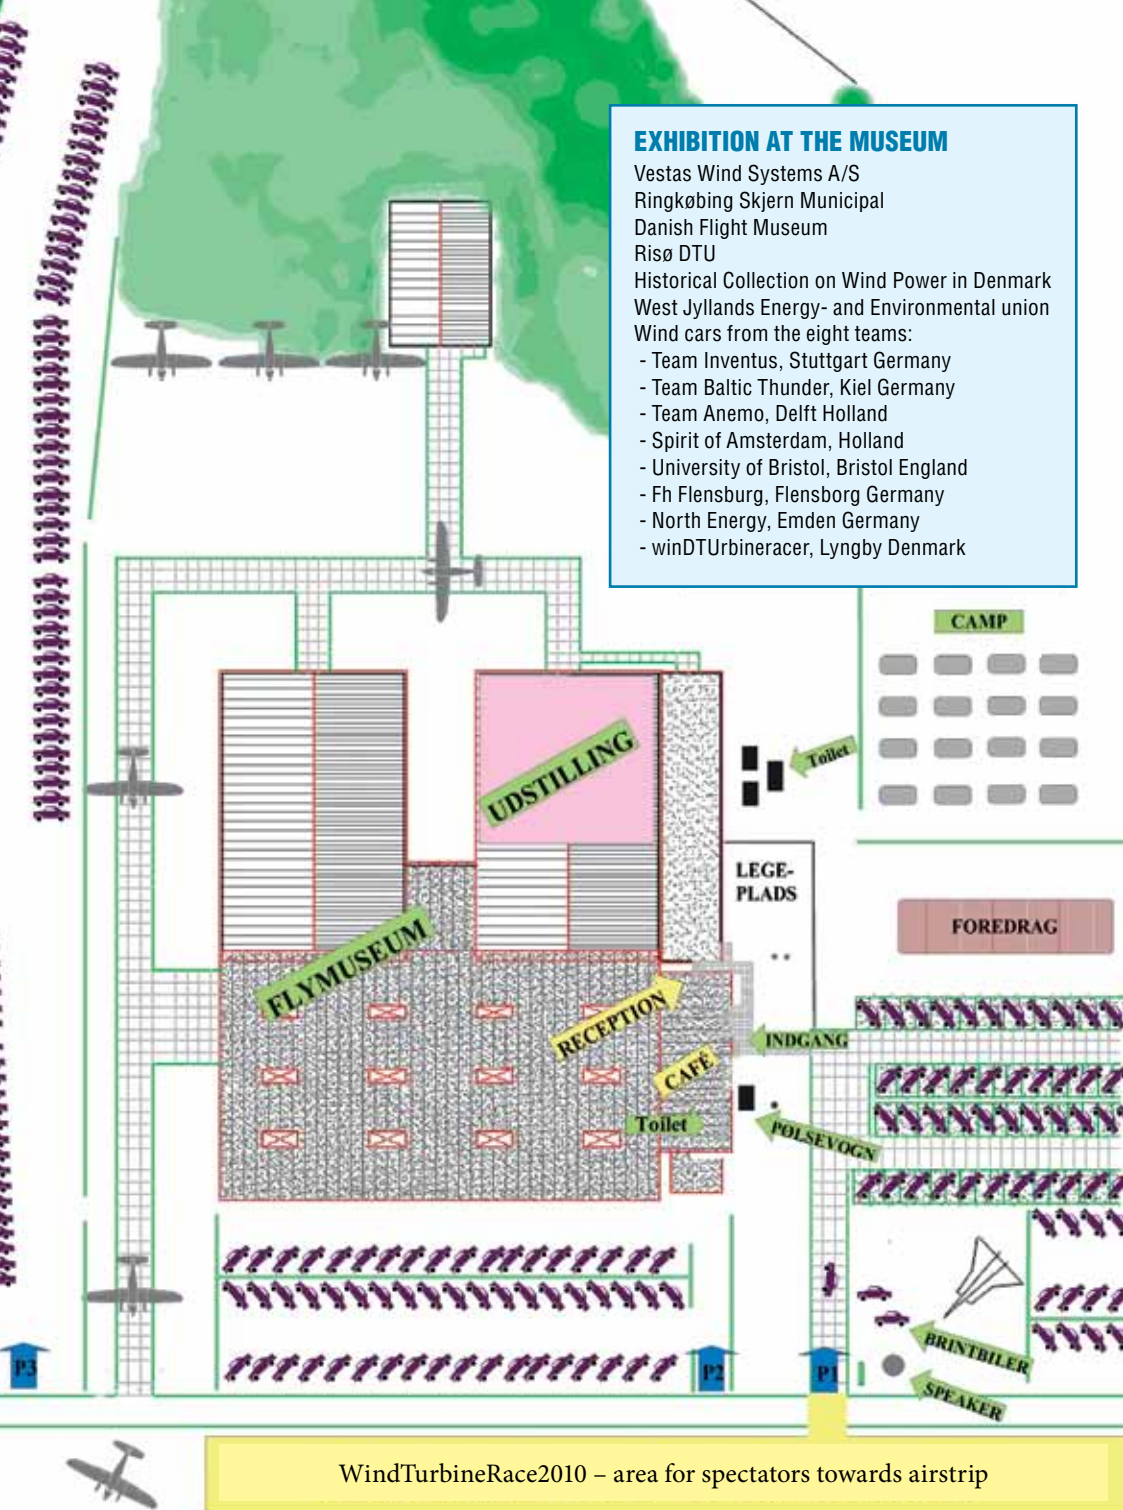 EXHIBITION AT THE MUSEUM
Vestas Wind Systems A/S
Ringkøbing Skjern Municipal
Danish Flight Museum
Risø DTU
Historical Collection on Wind Power in Denmark
West Jyllands Energy- and Environmental union
Wind cars from the eight teams:
- Team Inventus, Stuttgart Germany
- Team Baltic Thunder, Kiel Germany
- Team Anemo, Delft Holland
- Spirit of Amsterdam, Holland
- University of Bristol, Bristol England
- Fh Flensburg, Flensborg Germany
- North Energy, Emden Germany
- winDTUrbineracer, Lyngby Denmark
CAMP
UDSTILLING
Toilet
LEGE-
PLADS
FOREDRAG
FLYMUSEUM
RECEPTION
INDGANG
CAFÉ
Toilet
PØLSEVOGN
BRINTBILER
P3
P2
P1
SPEAKER
WindTurbineRace2010 – area for spectators towards airstrip